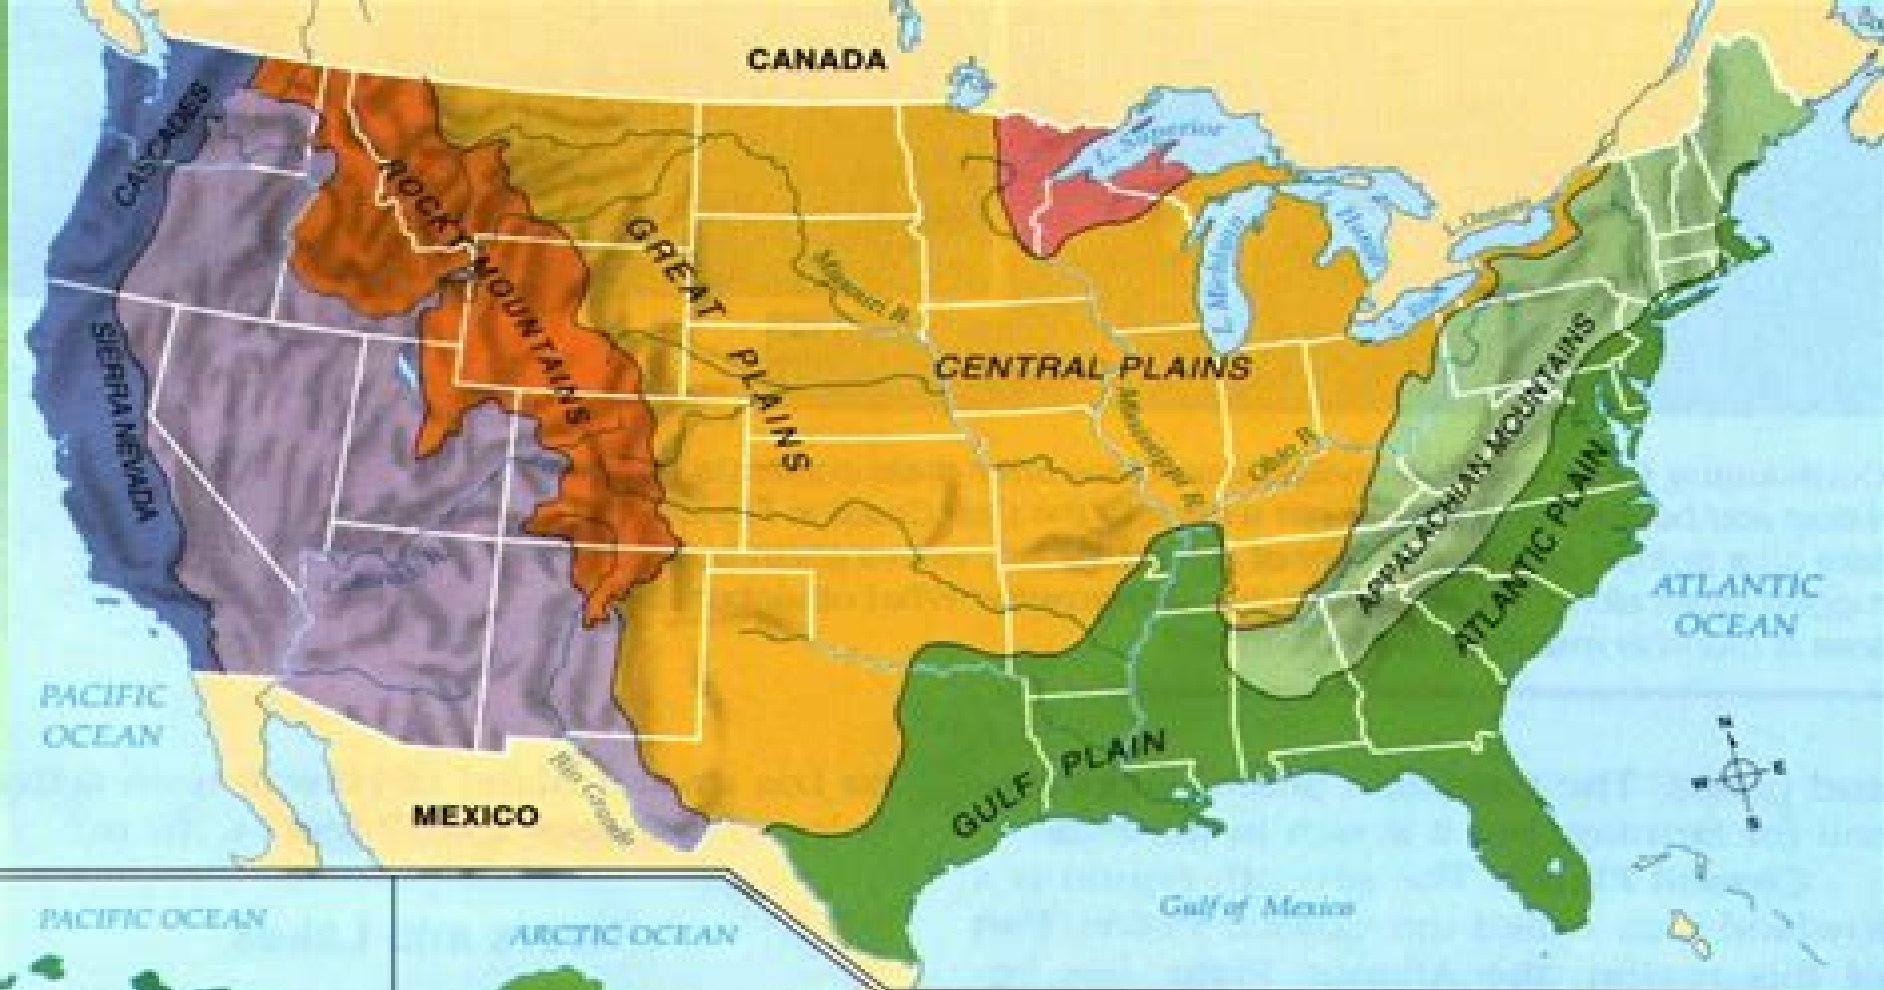 CANADA
CASCADES
ROCKY MOUNTAINS
GREAT PLAINS
L. Superior
L. Michigan
Huron
L. Ontario
Missouri R.
CENTRAL PLAINS
SIERRA NEVADA
Mississippi R.
Ohio R.
APPALACHIAN MOUNTAINS
ATLANTIC PLAIN
ATLANTIC
OCEAN
PACIFIC
OCEAN
GULF PLAIN
MEXICO
Rio Grande
Gulf of Mexico
N
W
E
S
PACIFIC OCEAN
ARCTIC OCEAN